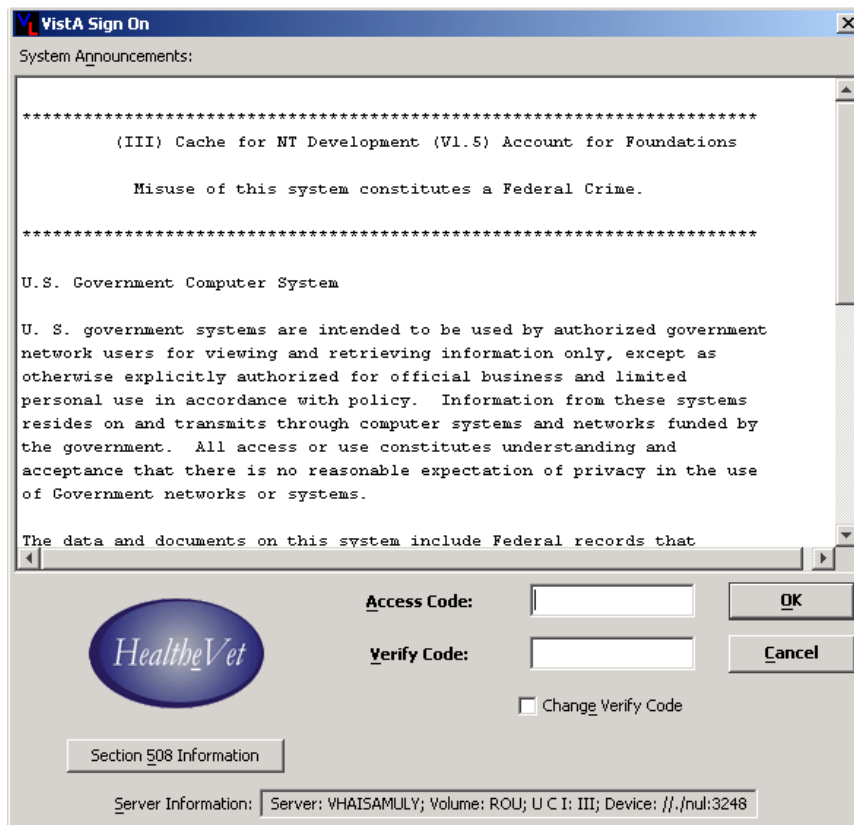 VL VistA Sign On
System Announcements:
*******************************************************************************
(III) Cache for NT Development (V1.5) Account for Foundations
Misuse of this system constitutes a Federal Crime.
*******************************************************************************
U.S. Government Computer System
U. S. government systems are intended to be used by authorized government
network users for viewing and retrieving information only, except as
otherwise explicitly authorized for official business and limited
personal use in accordance with policy.  Information from these systems
resides on and transmits through computer systems and networks funded by
the government.  All access or use constitutes understanding and
acceptance that there is no reasonable expectation of privacy in the use
of Government networks or systems.
The data and documents on this system include Federal records that
Access Code:
OK
HealtheVet
Verify Code:
Cancel
Change Verify Code
Section 508 Information
Server Information: Server: VHAISAMULY; Volume: ROU; U C I: III; Device: //./nul:3248